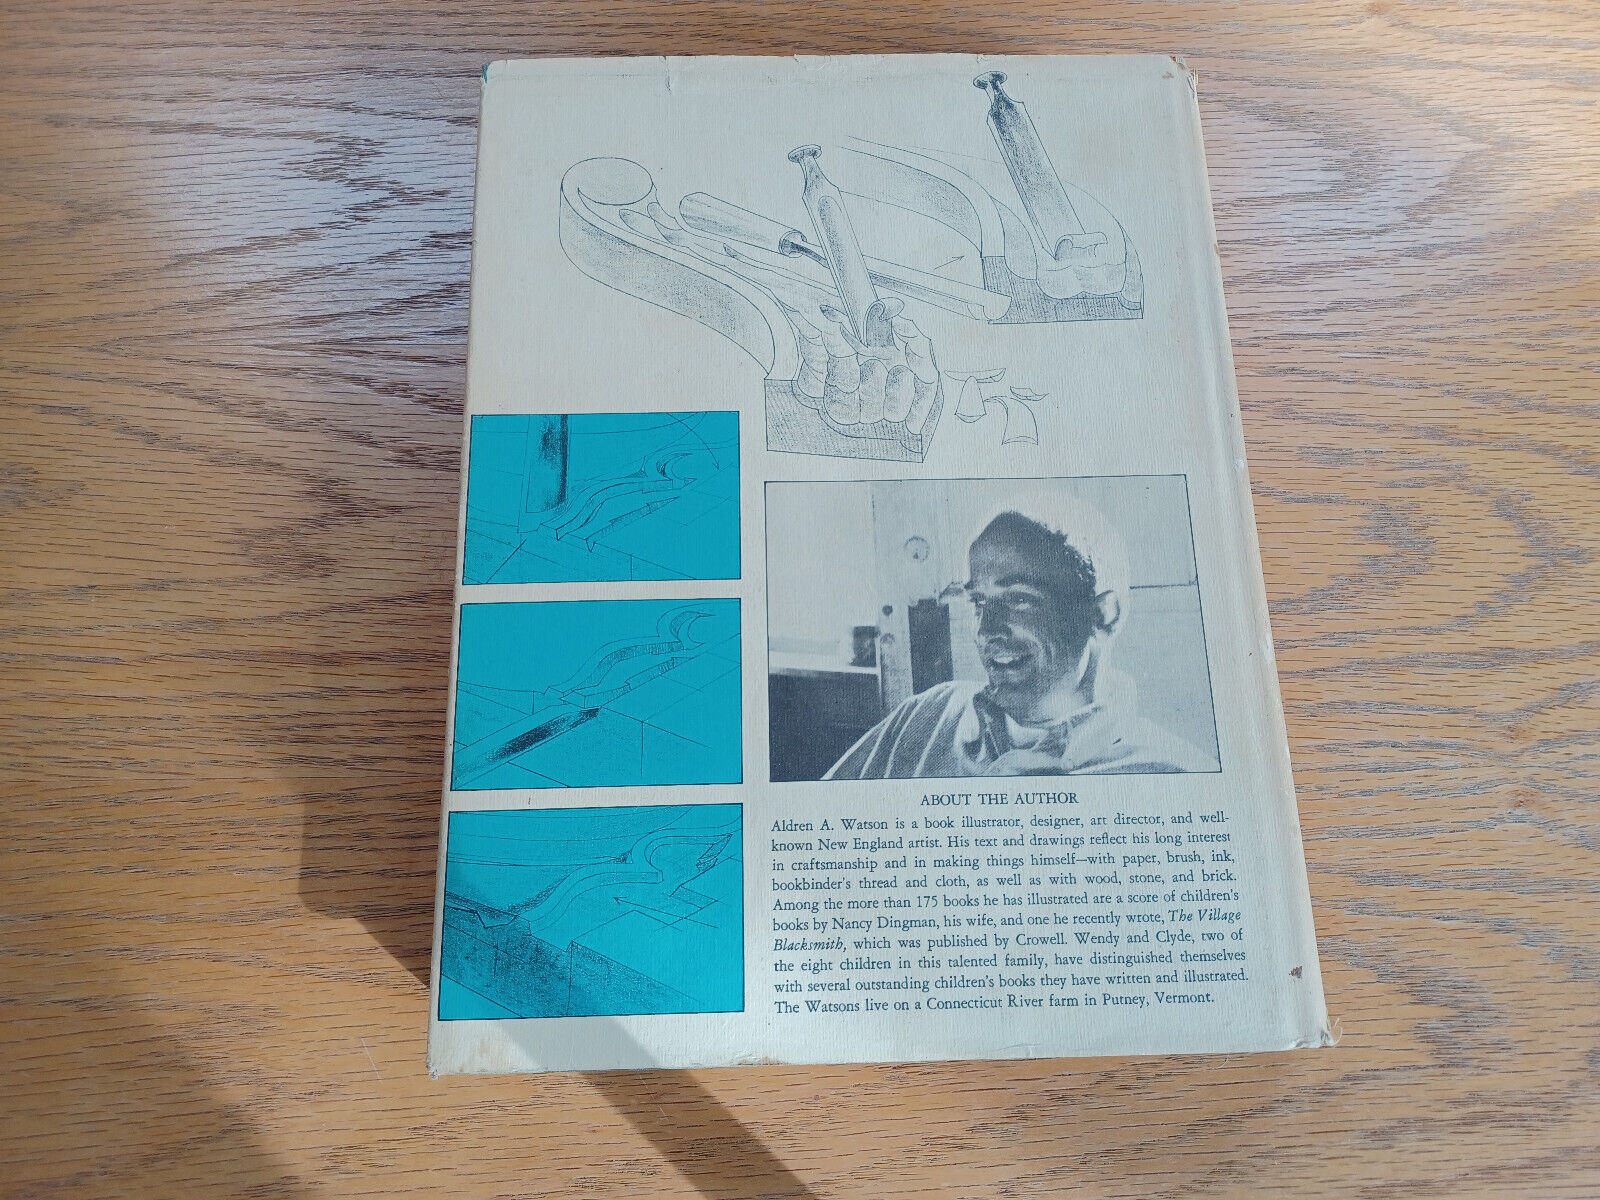 ABOUT THE AUTHOR
Aldren A. Watson is a book illustrator, designer, art director, and well-
known New England artist. His text and drawings reflect his long interest
in craftsmanship and in making things himself—with paper, brush, ink,
bookbinder's thread and cloth, as well as with wood, stone, and brick.
Among the more than 175 books he has illustrated are a score of children's
books by Nancy Dingman, his wife, and one he recently wrote, The Village
Blacksmith, which was published by Crowell. Wendy and Clyde, two of
the eight children in this talented family, have distinguished themselves
with several outstanding children's books they have written and illustrated.
The Watsons live on a Connecticut River farm in Putney, Vermont.